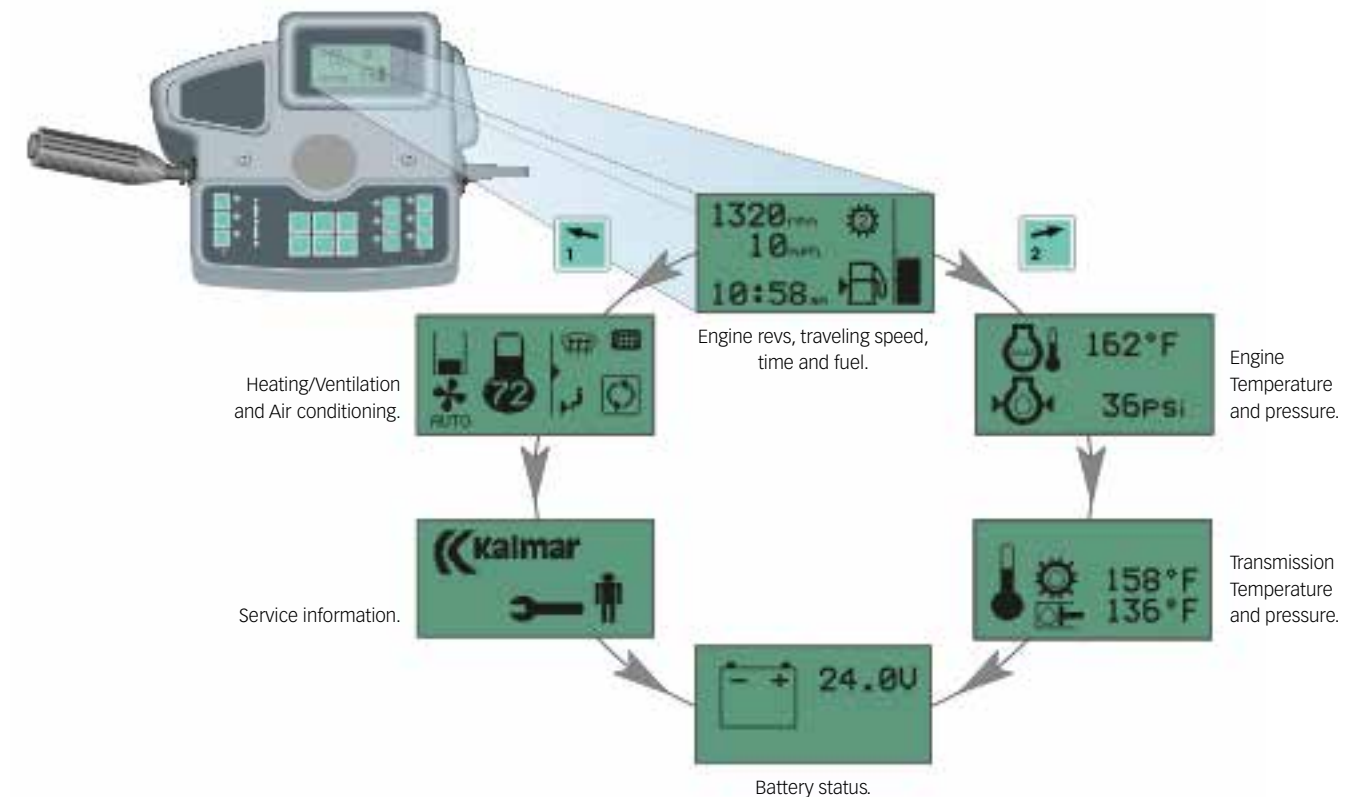 1320rpm
2
10mph
10:58am
1
2
Engine revs, traveling speed,
time and fuel.
72
AUTO
Heating/Ventilation
and Air conditioning.
162°F
36psi
Engine
Temperature
and pressure.
Kalmar
Service information.
158°F
136°F
Transmission
Temperature
and pressure.
- +
24.0V
Battery status.